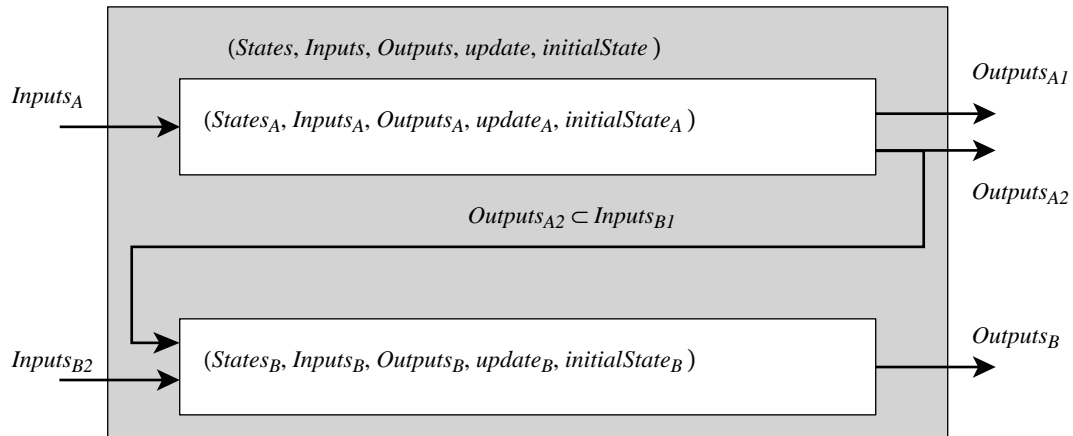 (States, Inputs, Outputs, update, initialState )
Inputs_A
Outputs_A1
(States_A, Inputs_A, Outputs_A, update_A, initialState_A )
Outputs_A2
Outputs_A2 ⊂ Inputs_B1
Inputs_B2
(States_B, Inputs_B, Outputs_B, update_B, initialState_B )
Outputs_B